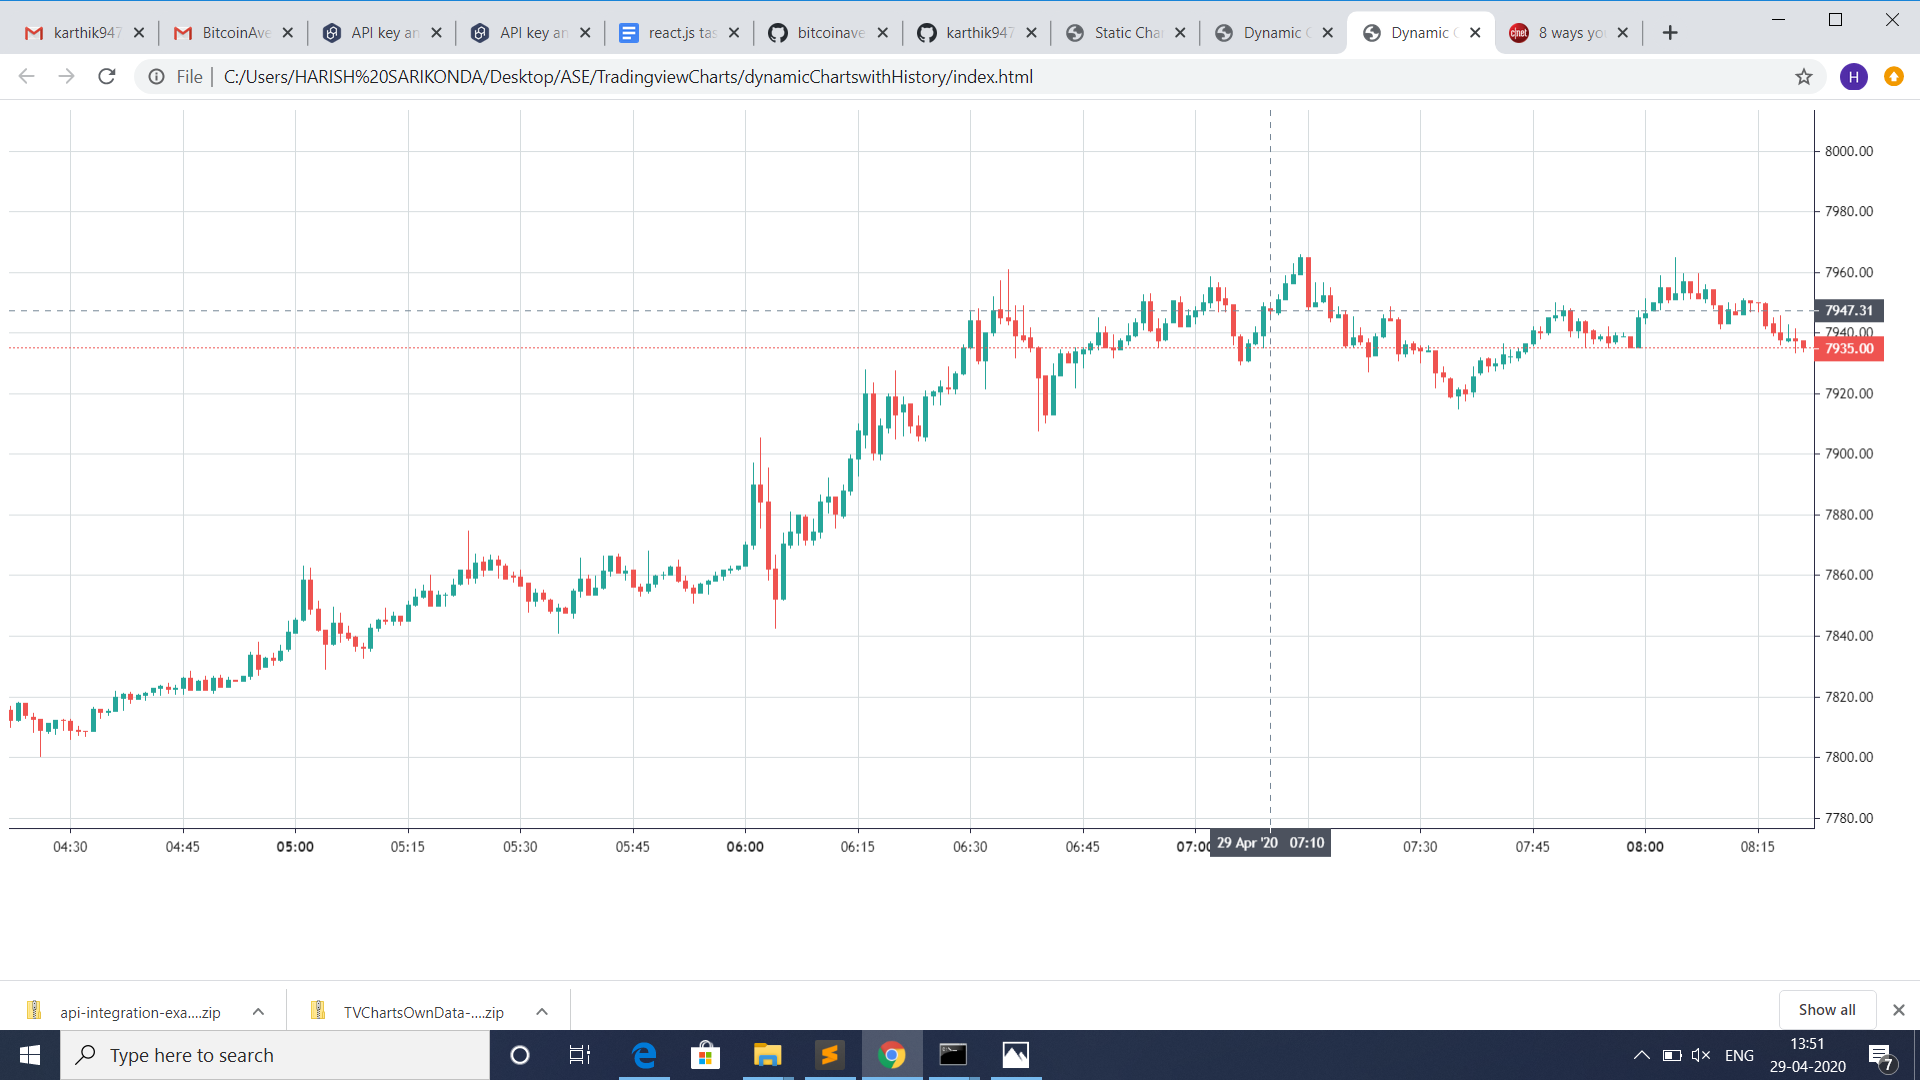 karthik947
BitcoinAve
API key an
API key an
react.js tas
bitcoinave
karthik947
Static Cha
Dynamic C
Dynamic C
cnet
8 ways yo
File
C:/Users/HARISH%20SARIKONDA/Desktop/ASE/TradingviewCharts/dynamicChartswithHistory/index.html
H
8000.00
7980.00
7960.00
7947.31
7940.00
7935.00
7920.00
7900.00
7880.00
7860.00
7840.00
7820.00
7800.00
7780.00
04:30
04:45
05:00
05:15
05:30
05:45
06:00
06:15
06:30
06:45
07:00
29 Apr '20 07:10
07:30
07:45
08:00
08:15
api-integration-exa....zip
TVChartsOwnData-....zip
Show all
Type here to search
ENG
13:51
29-04-2020
7